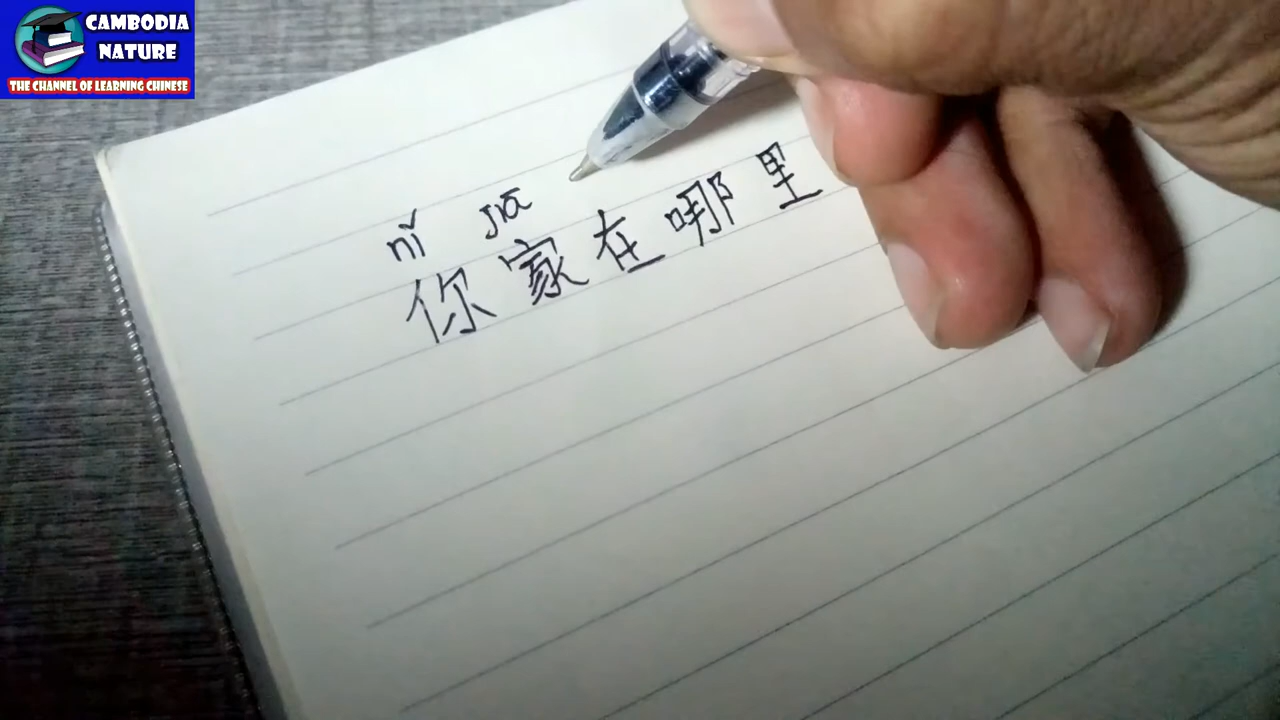 CAMBODIA
NATURE
THE CHANNEL OF LEARNING CHINESE
nǐ jiā
你家在哪里